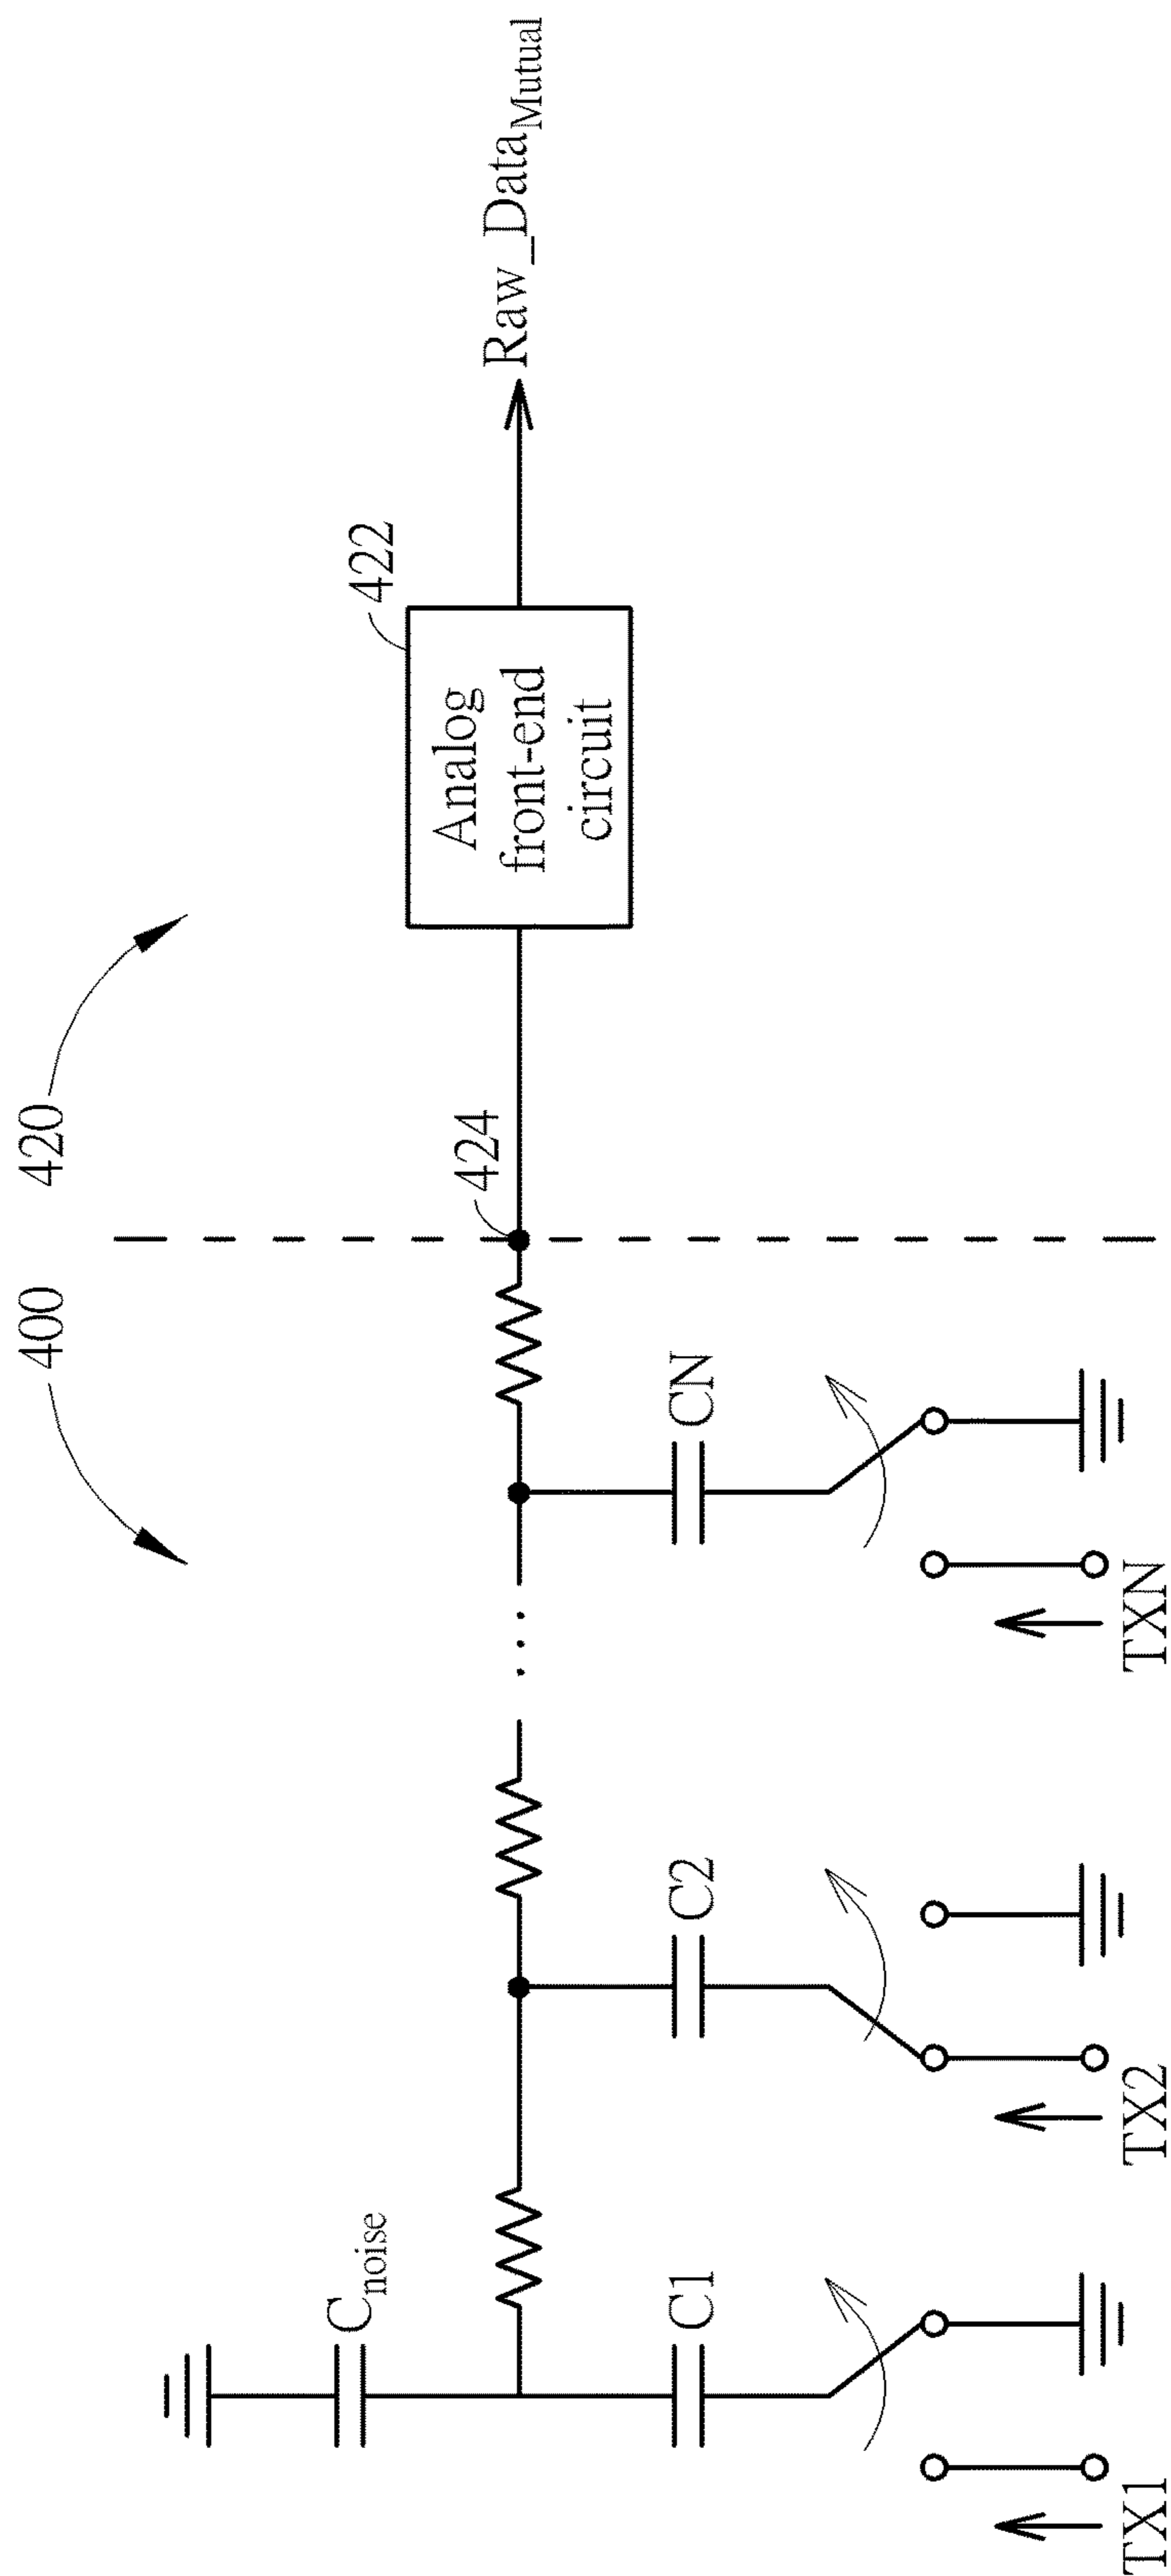 400
420
C_noise
424
422
Analog
front-end
circuit
Raw_Data_Mutual
C1
C2
...
CN
TX1
TX2
TXN